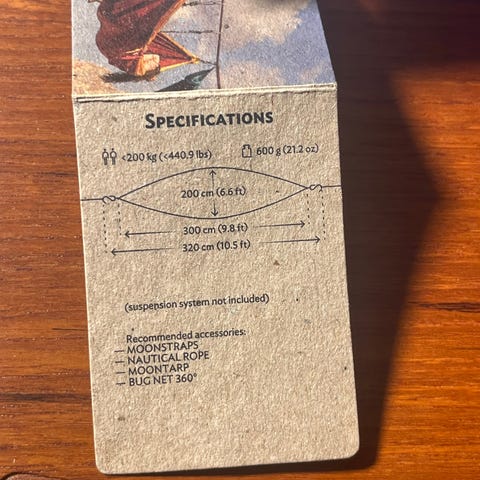 SPECIFICATIONS
<200 kg (<440.9 lbs) 600 g (21.2 oz)
200 cm (6.6 ft)
300 cm (9.8 ft)
320 cm (10.5 ft)
(suspension system not included)
Recommended accessories:
— MOONSTRAPS
— NAUTICAL ROPE
— MOONTARP
— BUG NET 360°